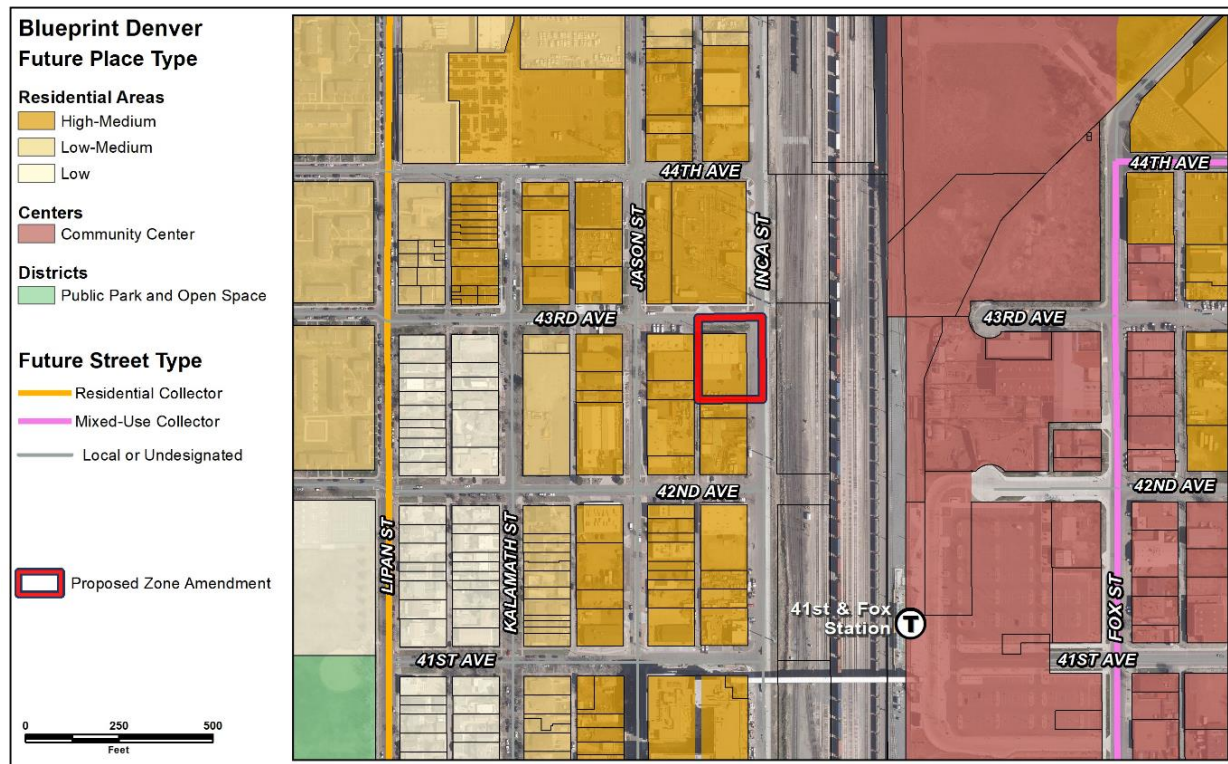 Blueprint Denver
Future Place Type
Residential Areas
High-Medium
Low-Medium
Low
Centers
Community Center
Districts
Public Park and Open Space
Future Street Type
Residential Collector
Mixed-Use Collector
Local or Undesignated
Proposed Zone Amendment
0 250 500
Feet
44TH AVE
44TH AVE
JASON ST
INCA ST
43RD AVE
43RD AVE
42ND AVE
42ND AVE
LIPAN ST
KALAMATH ST
41st & Fox
Station
T
FOX ST
41ST AVE
41ST AVE